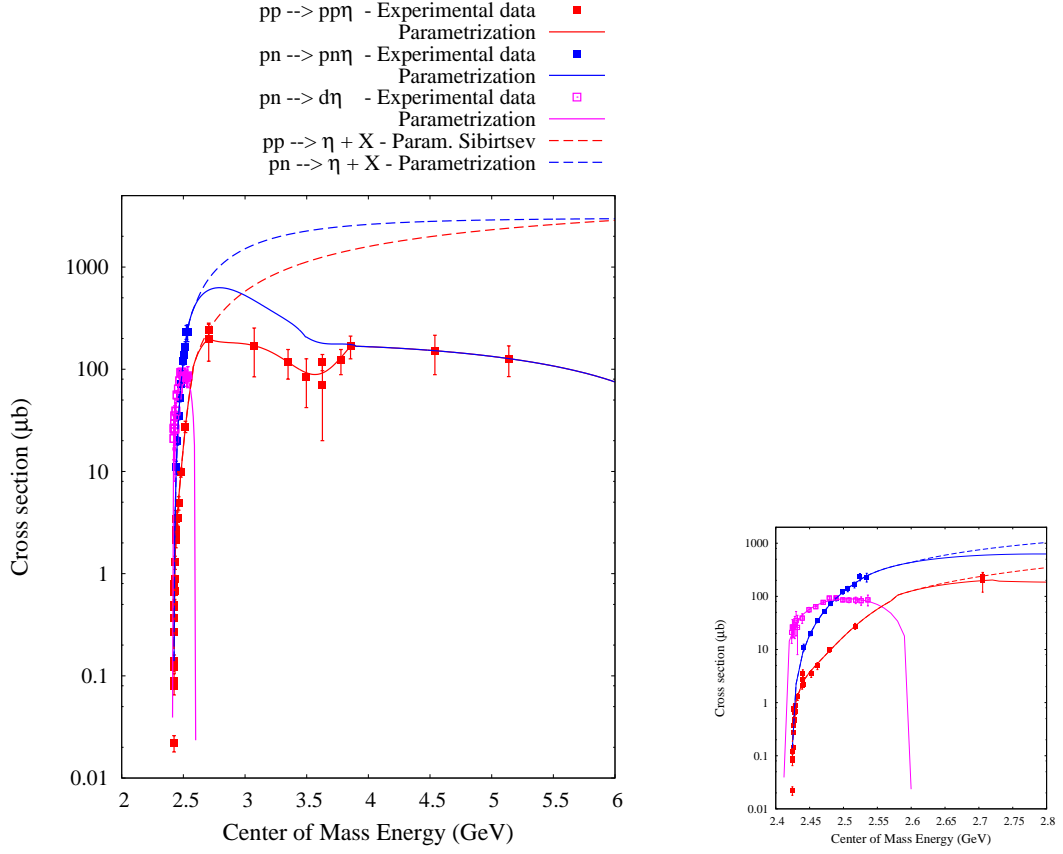 pp --> ppη - Experimental data
Parametrization
pn --> pnη - Experimental data
Parametrization
pn --> dη - Experimental data
Parametrization
pp --> η + X - Param. Sibirtsev
pn --> η + X - Parametrization
1000
100
10
1
0.1
0.01
Cross section (μb)
2 2.5 3 3.5 4 4.5 5 5.5 6
Center of Mass Energy (GeV)
1000
100
10
1
0.1
0.01
Cross section (μb)
2.4 2.45 2.5 2.55 2.6 2.65 2.7 2.75 2.8
Center of Mass Energy (GeV)